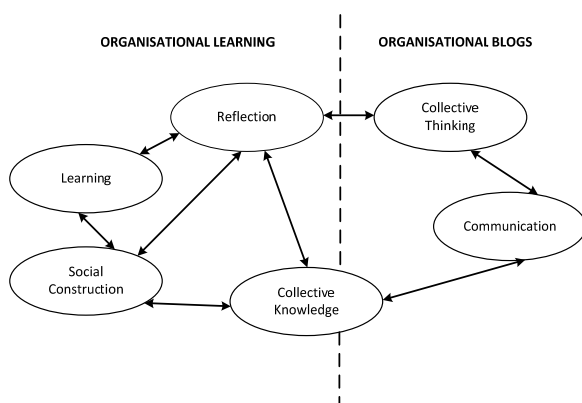 ORGANISATIONAL LEARNING
ORGANISATIONAL BLOGS
Reflection
Collective
Thinking
Learning
Communication
Social
Construction
Collective
Knowledge